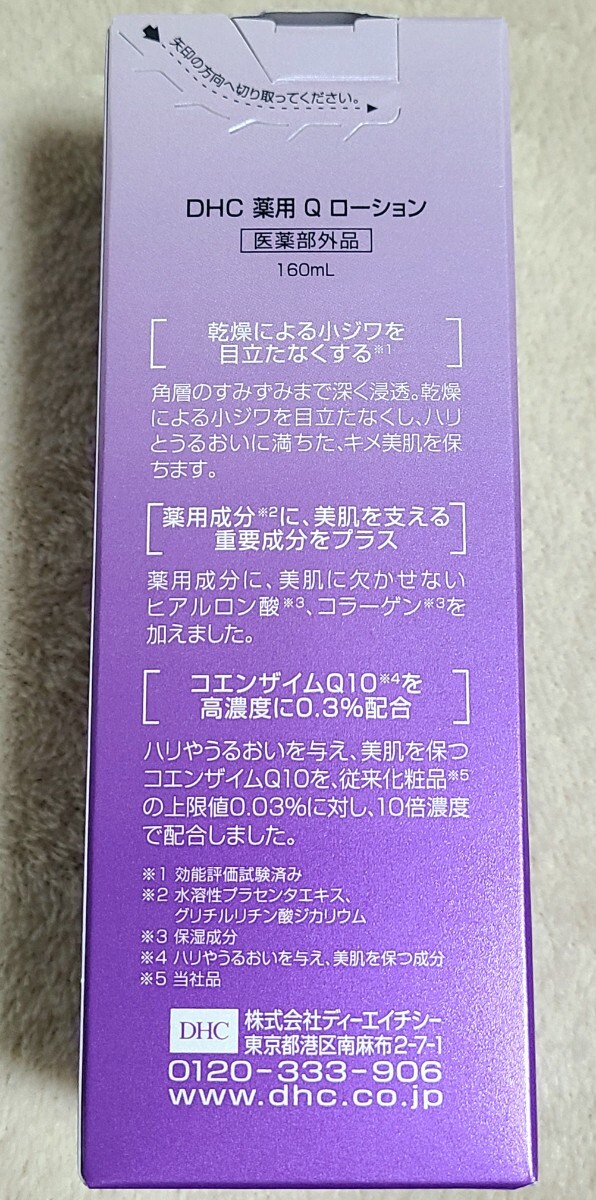 矢印の方向へ切り取ってください。
DHC 薬用 Q ローション
医薬部外品
160mL
乾燥による小ジワを
目立たなくする※1
角層のすみずみまで深く浸透。乾燥
による小ジワを目立たなくし、ハリ
とうるおいに満ちた、キメ美肌を保
ちます。
薬用成分※2に、美肌を支える
重要成分をプラス
薬用成分に、美肌に欠かせない
ヒアルロン酸※3、コラーゲン※3を
加えました。
コエンザイムQ10※4を
高濃度に0.3%配合
ハリやうるおいを与え、美肌を保つ
コエンザイムQ10を、従来化粧品※5
の上限値0.03%に対し、10倍濃度
で配合しました。
※1 効能評価試験済み
※2 水溶性プラセンタエキス、
グリチルリチン酸ジカリウム
※3 保湿成分
※4 ハリやうるおいを与え、美肌を保つ成分
※5 当社品
DHC 株式会社ディーエイチシー
東京都港区南麻布2-7-1
0120-333-906
www.dhc.co.jp